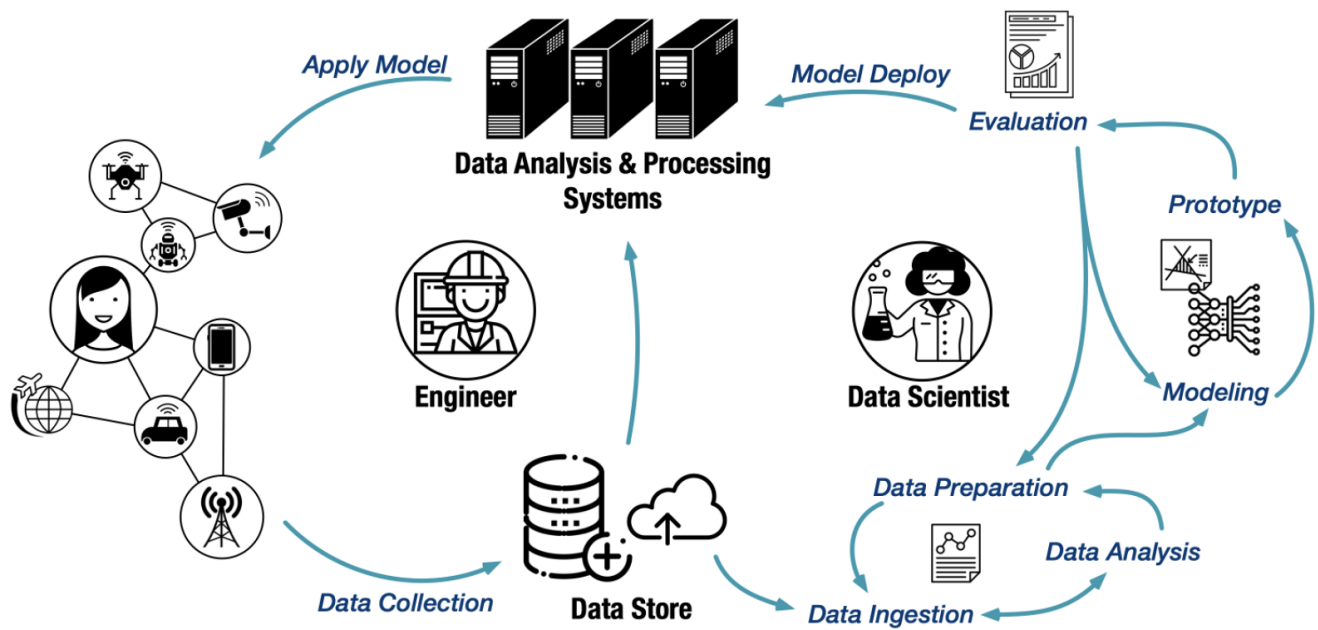 Apply Model
Model Deploy
Evaluation
Data Analysis & Processing
Systems
Prototype
Engineer
Data Scientist
Modeling
Data Preparation
Data Analysis
Data Collection
Data Store
Data Ingestion